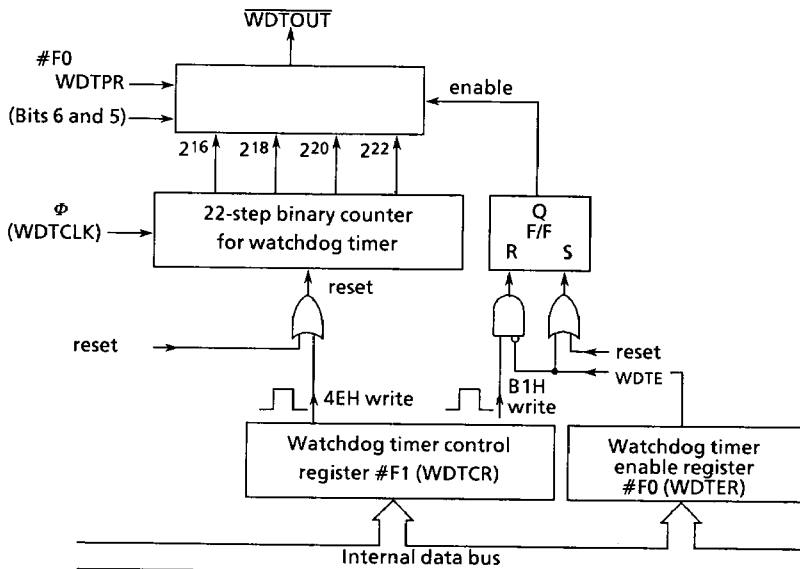 WDTOUT
#F0
WDTPR
(Bits 6 and 5)
enable
2^16 2^18 2^20 2^22
Φ
(WDTCLK)
22-step binary counter
for watchdog timer
Q
F/F
R S
reset
reset
reset
WDTE
4EH write
B1H
write
Watchdog timer control
register #F1 (WDTCR)
Watchdog timer
enable register
#F0 (WDTER)
Internal data bus